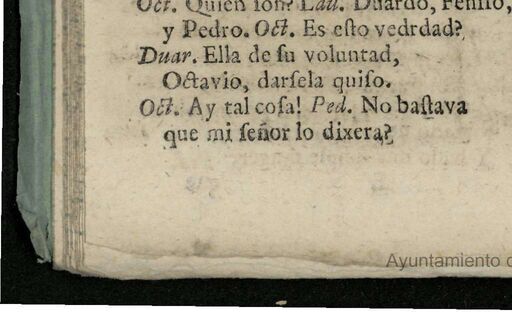 Oct. Quien son? Lau. Duardo, Feniso,
y Pedro. Oct. Es esto vedrdad?
Duar. Ella de su voluntad,
Octavio, darsela quiso.
Oct. Ay tal cosa! Ped. No bastava
que mi señor lo dixera?
Ayuntamiento